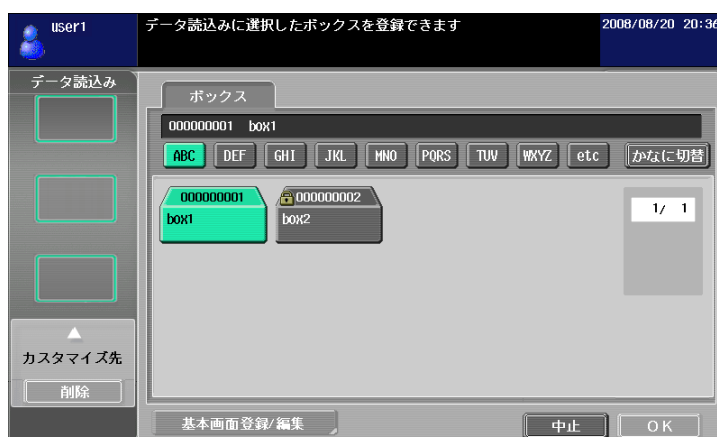 user1
データ読込みに選択したボックスを登録できます
2008/08/20 20:36
データ読込み
ボックス
000000001 box1
ABC DEF GHI JKL MNO PQRS TUV WXYZ etc かなに切替
000000001
box1
000000002
box2
1/ 1
カスタマイズ先
削除
基本画面登録/編集
中止 OK